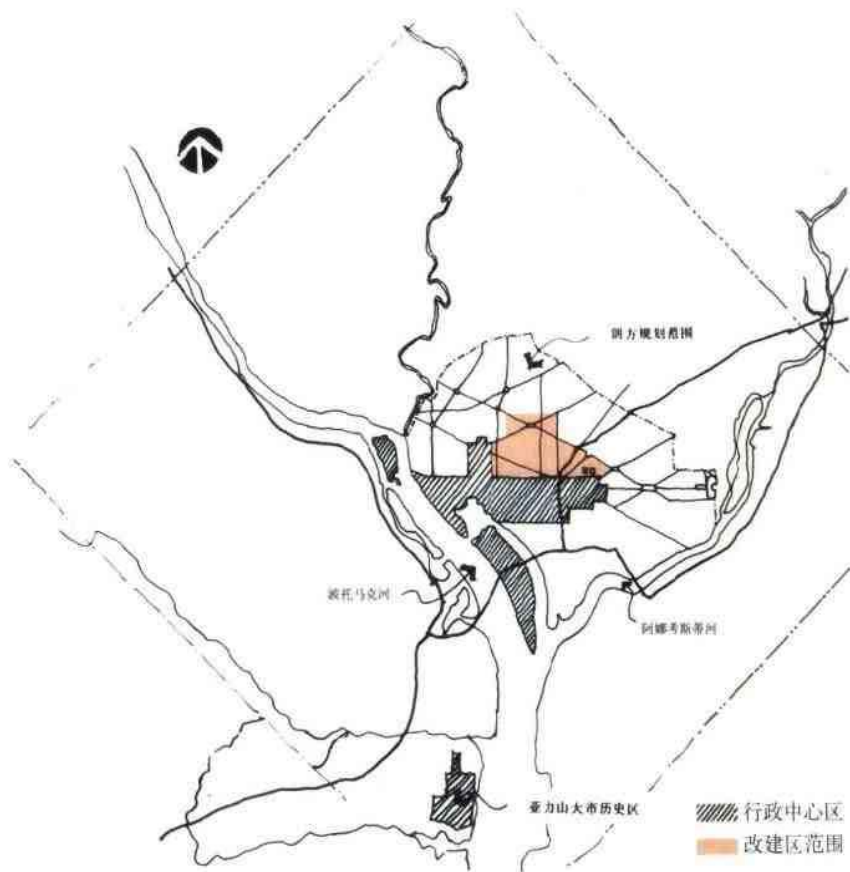 朗方规划范围
波托马克河
阿娜考斯蒂河
亚力山大市历史区
行政中心区
改建区范围